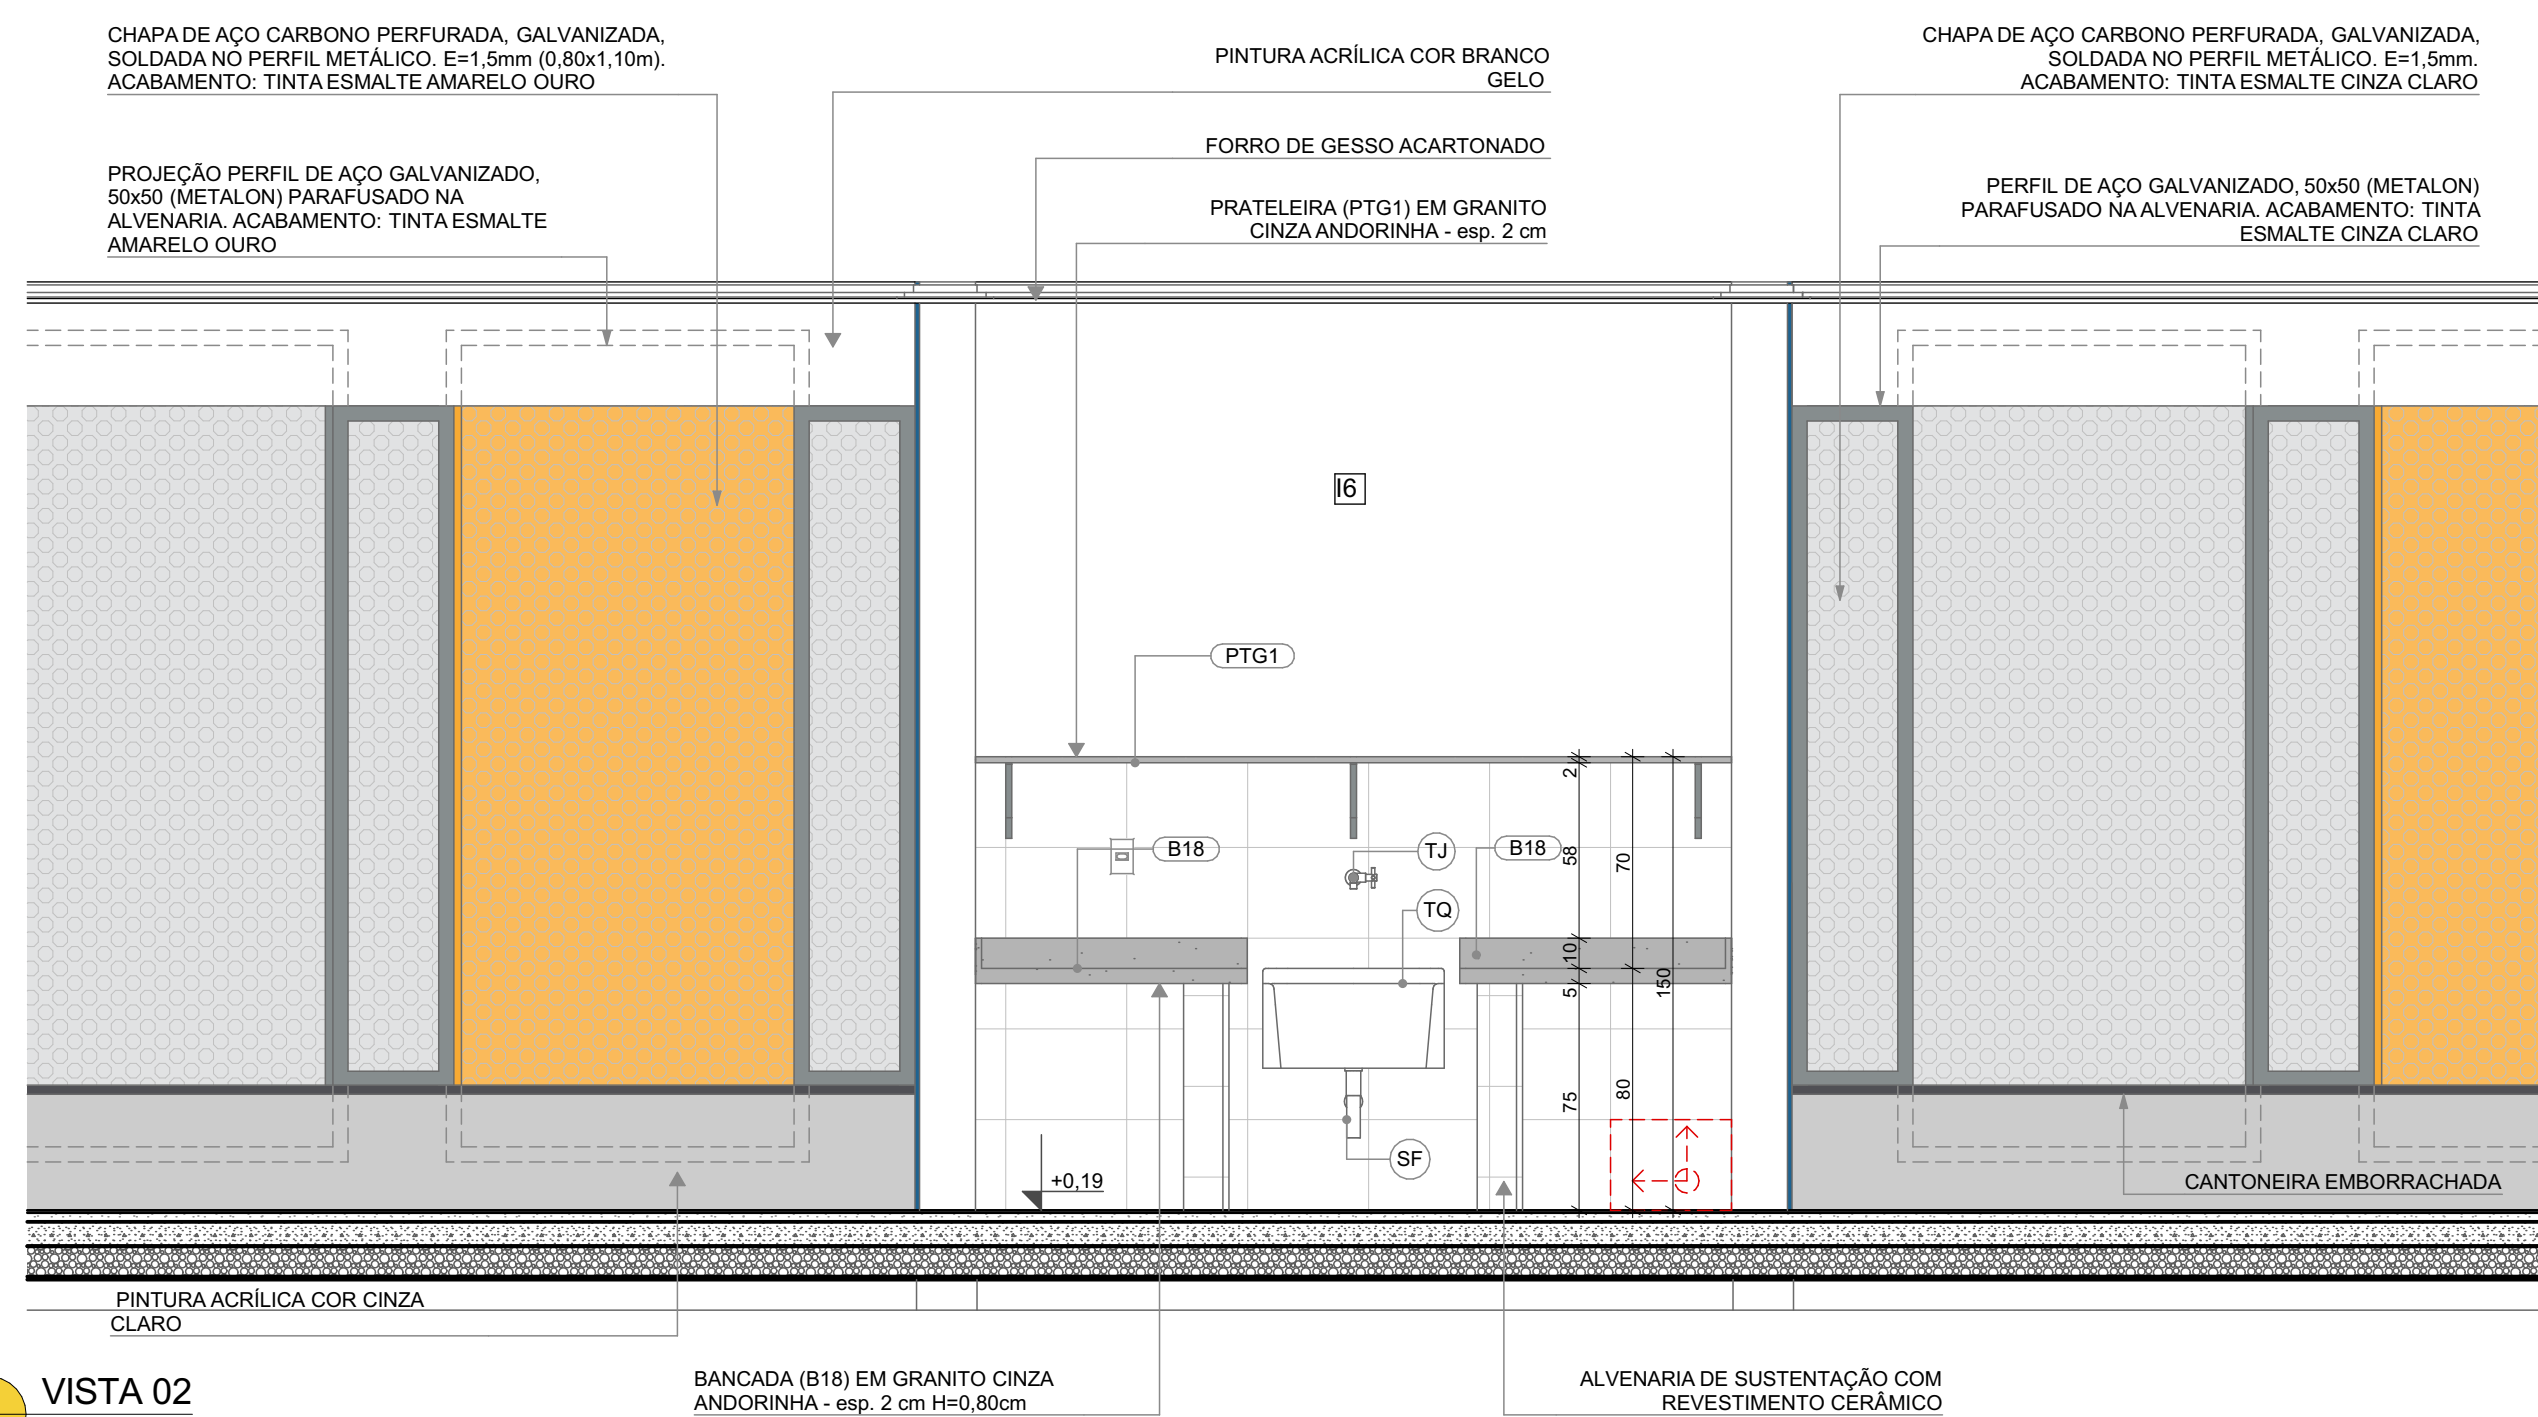 CHAPA DE AÇO CARBONO PERFURADA, GALVANIZADA,
SOLDADA NO PERFIL METÁLICO. E=1,5mm (0,80x1,10m).
ACABAMENTO: TINTA ESMALTE AMARELO OURO
PINTURA ACRÍLICA COR BRANCO
GELO
CHAPA DE AÇO CARBONO PERFURADA, GALVANIZADA,
SOLDADA NO PERFIL METÁLICO. E=1,5mm.
ACABAMENTO: TINTA ESMALTE CINZA CLARO
FORRO DE GESSO ACARTONADO
PROJEÇÃO PERFIL DE AÇO GALVANIZADO,
50x50 (METALON) PARAFUSADO NA
ALVENARIA. ACABAMENTO: TINTA ESMALTE
AMARELO OURO
PRATELEIRA (PTG1) EM GRANITO
CINZA ANDORINHA - esp. 2 cm
PERFIL DE AÇO GALVANIZADO, 50x50 (METALON)
PARAFUSADO NA ALVENARIA. ACABAMENTO: TINTA
ESMALTE CINZA CLARO
I6
PTG1
2
B18
TJ
B18
58
70
TQ
10
150
5
75
80
SF
+0,19
CANTONEIRA EMBORRACHADA
PINTURA ACRÍLICA COR CINZA
CLARO
BANCADA (B18) EM GRANITO CINZA
ANDORINHA - esp. 2 cm H=0,80cm
ALVENARIA DE SUSTENTAÇÃO COM
REVESTIMENTO CERÂMICO
VISTA 02